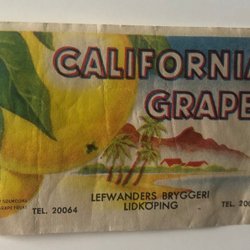 CALIFORNIA
GRAPE
LEFWANDERS BRYGGERI
LIDKÖPING
TEL. 20064
TEL. 200